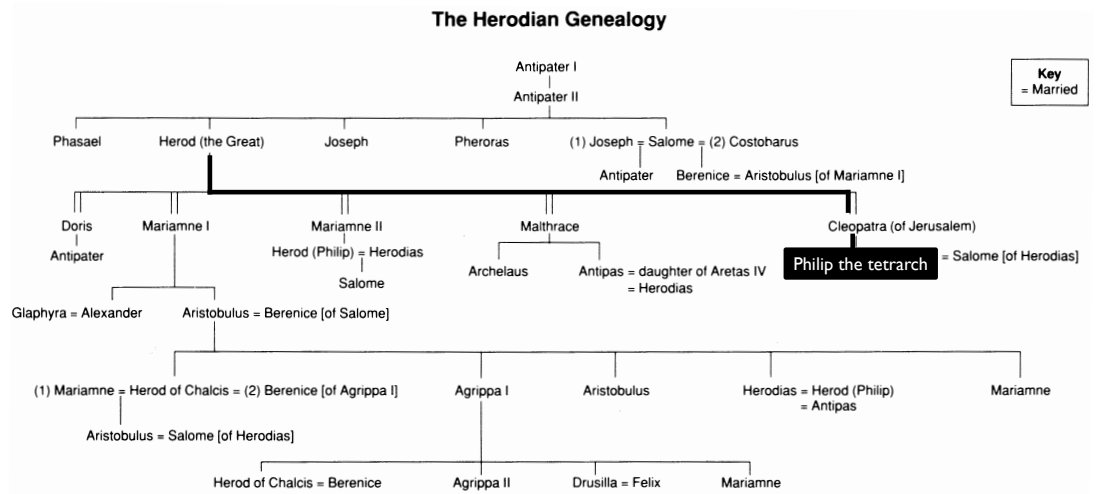 The Herodian Genealogy
Antipater I
Key
= Married
Antipater II
Phasael
Herod (the Great)
Joseph
Pheroras
(1) Joseph = Salome = (2) Costoharus
Antipater
Berenice = Aristobulus [of Mariamne I]
Doris
Mariamne I
Mariamne II
Malthrace
Cleopatra (of Jerusalem)
Antipater
Herod (Philip) = Herodias
Salome
Archelaus
Antipas = daughter of Aretas IV
= Herodias
Philip the tetrarch
= Salome [of Herodias]
Glaphyra = Alexander
Aristobulus = Berenice [of Salome]
(1) Mariamne = Herod of Chalcis = (2) Berenice [of Agrippa I]
Agrippa I
Aristobulus
Herodias = Herod (Philip)
= Antipas
Mariamne
Aristobulus = Salome [of Herodias]
Herod of Chalcis = Berenice
Agrippa II
Drusilla = Felix
Mariamne